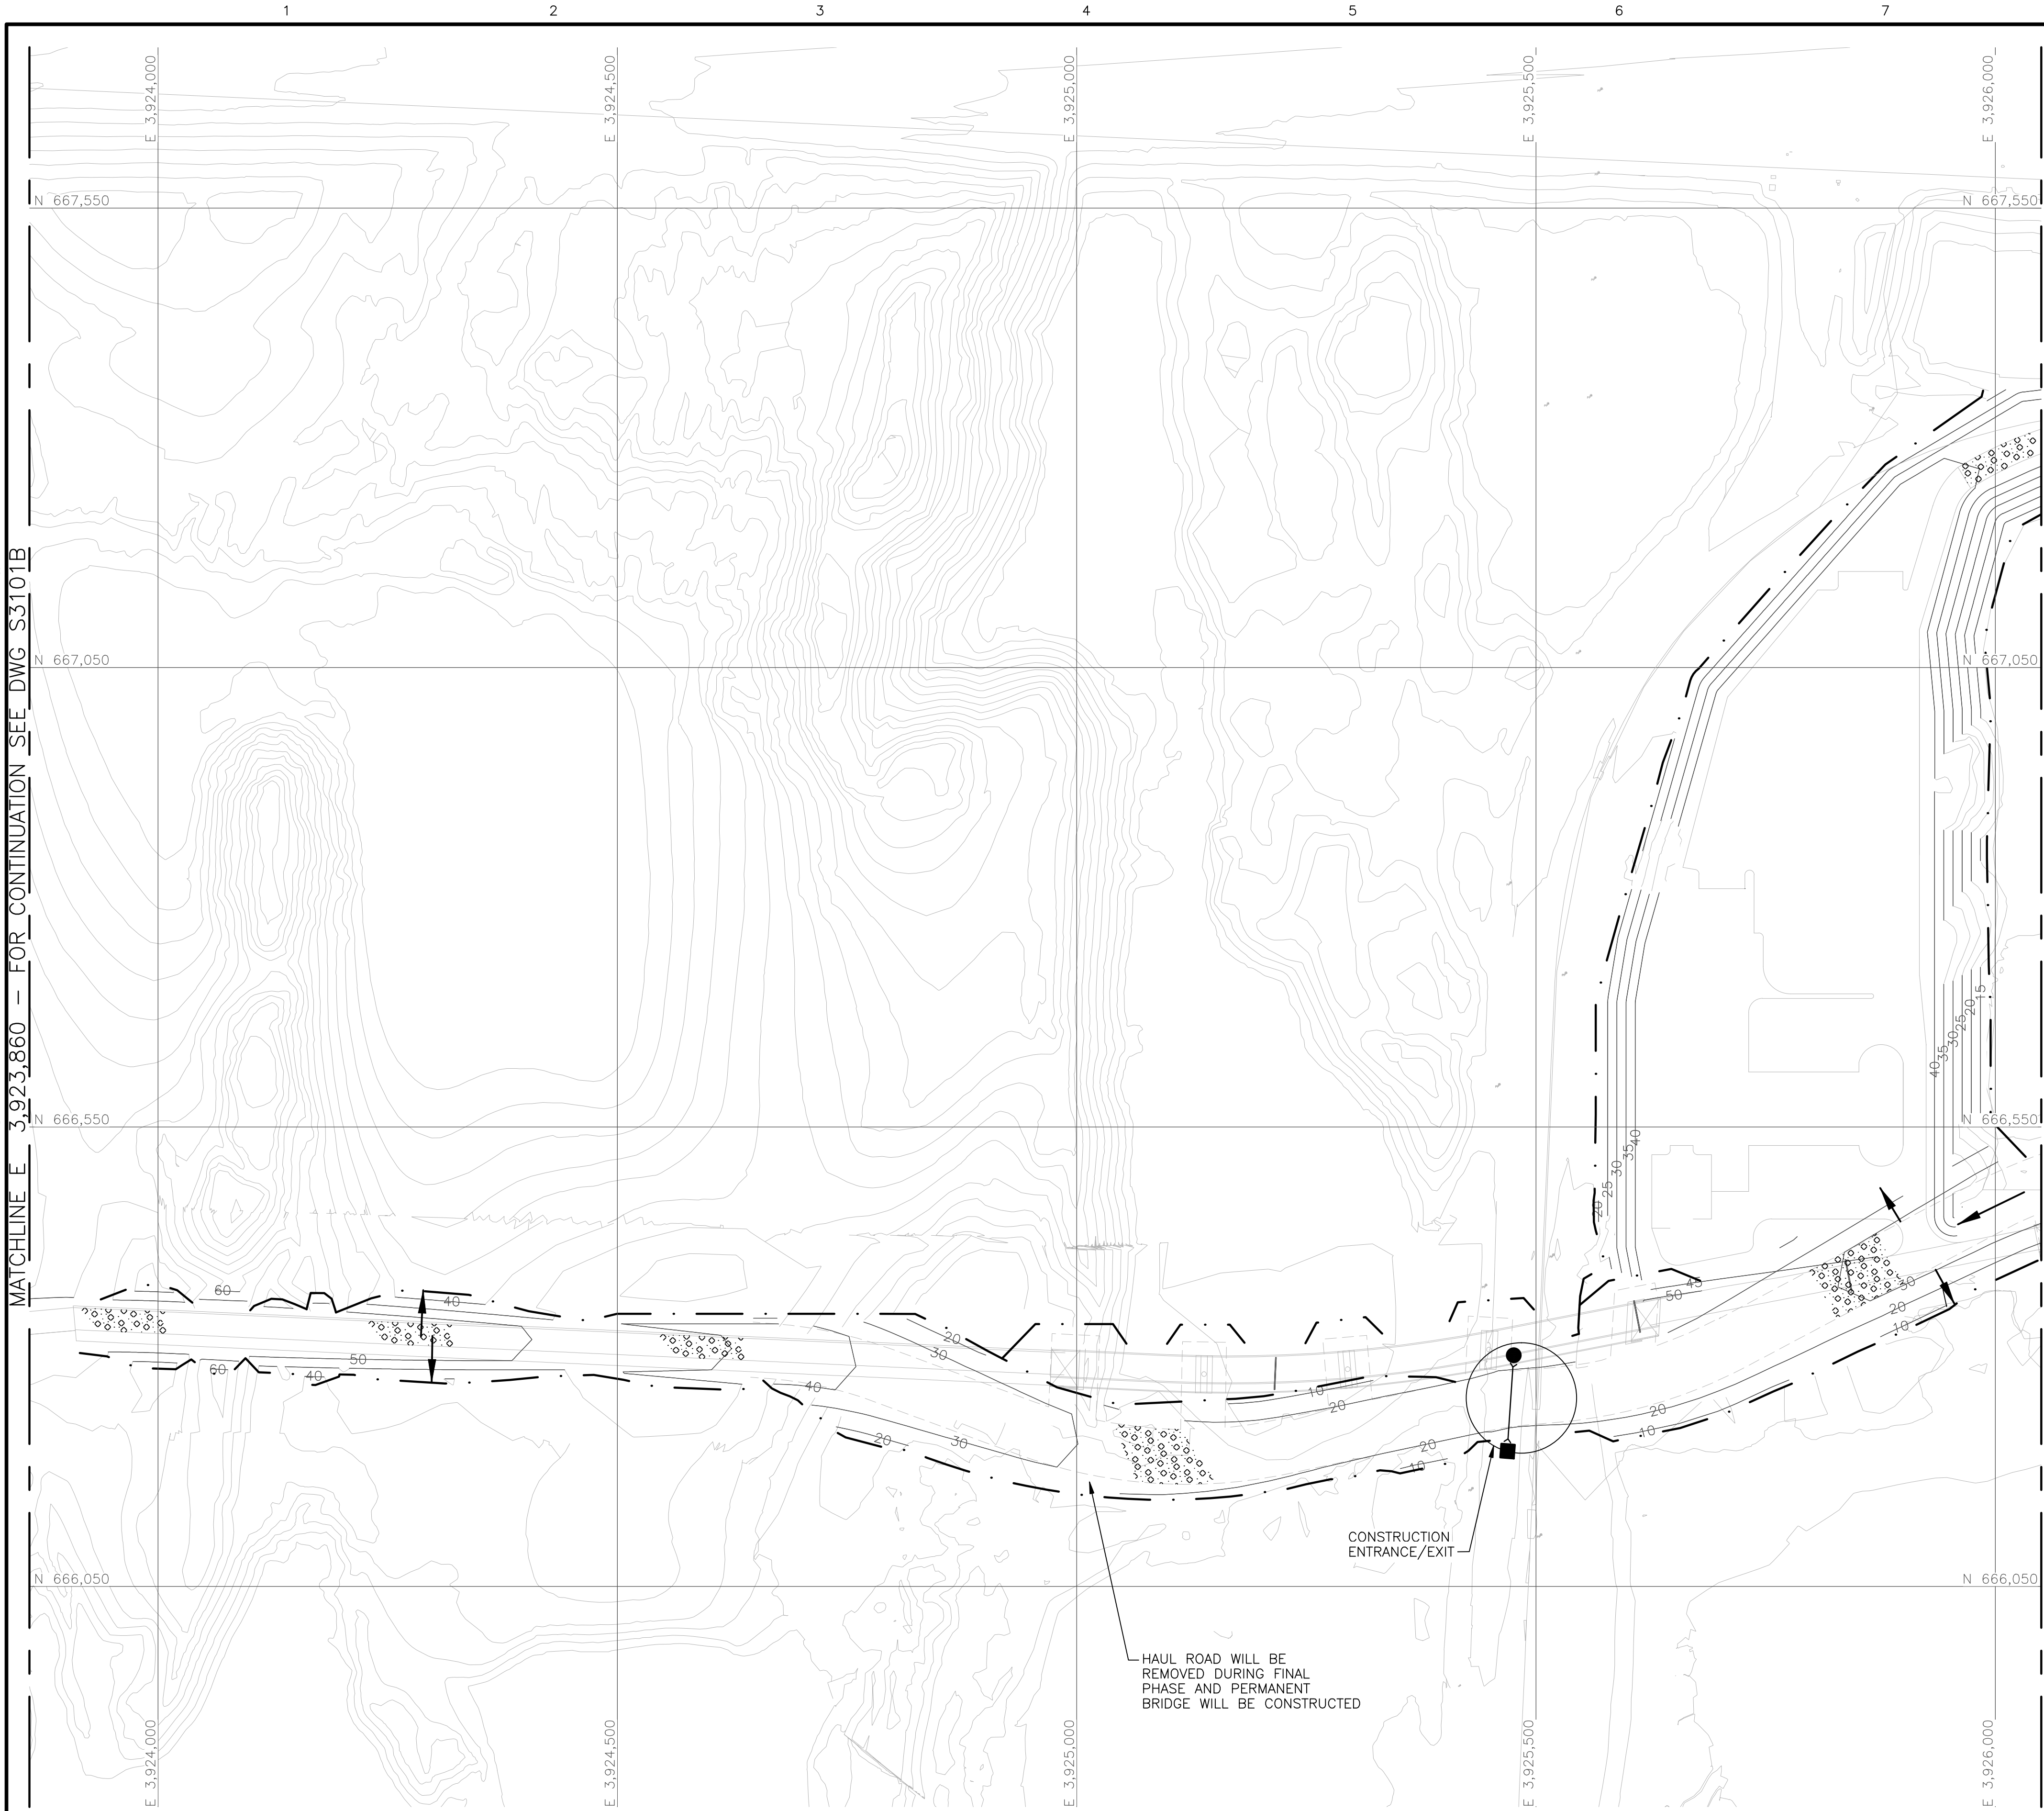 1 2 3 4 5 6 7
E 3,924,000
E 3,924,500
E 3,925,000
E 3,925,500
E 3,926,000
N 667,550
N 667,550
N 667,050
N 667,050
MATCHLINE E 3,923,860 – FOR CONTINUATION SEE DWG S3101B
40
35
30
25
20
15
N 666,550
N 666,550
20
25
30
35
40
60
40
45
50
30
20
10
20
30
50
60
40
40
10
20
20
10
20
30
20
10
CONSTRUCTION
ENTRANCE/EXIT
N 666,050
N 666,050
HAUL ROAD WILL BE
REMOVED DURING FINAL
PHASE AND PERMANENT
BRIDGE WILL BE CONSTRUCTED
E 3,924,000
E 3,924,500
E 3,925,000
E 3,925,500
E 3,926,000